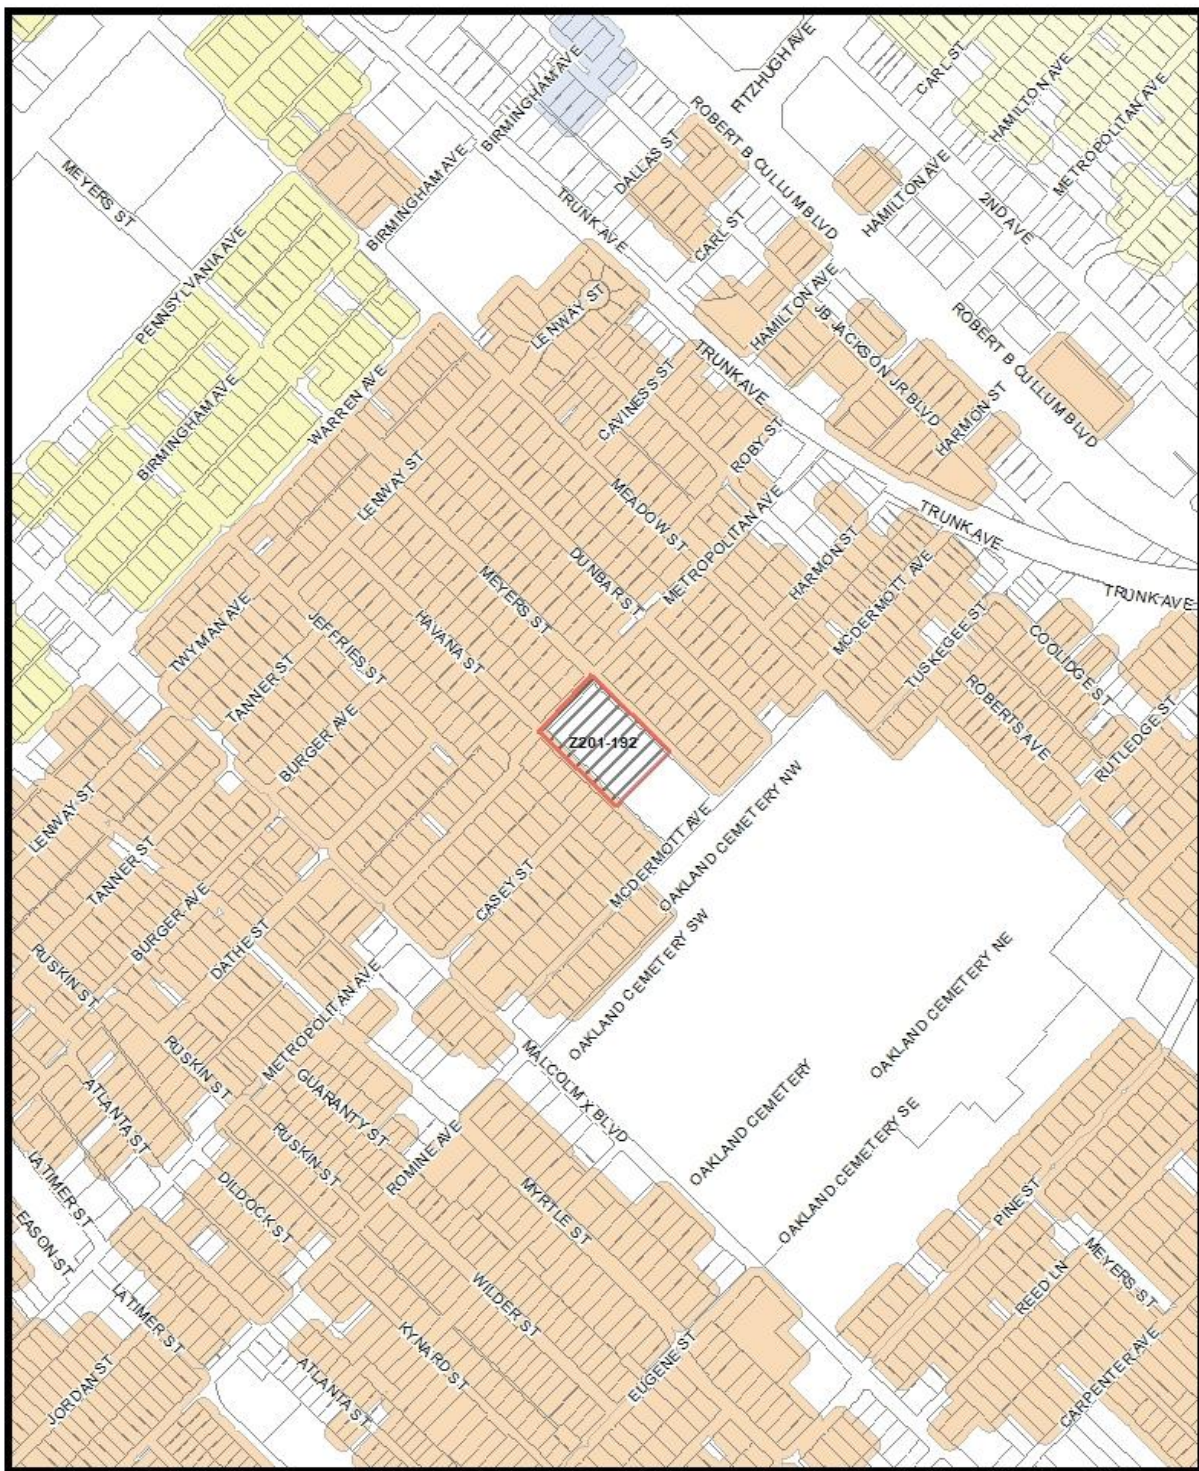 BIRMINGHAM AVE
FITZHUGH AVE
CARL ST
HAMILTON AVE
METROPOLITAN AVE
ROBERT B CULLUM BLVD
DALLAS ST
MEYERS ST
BIRMINGHAM AVE
TRUNK AVE
CARL ST
HAMILTON AVE
2ND AVE
PENNSYLVANIA AVE
LENWAY ST
HAMILTON AVE
JB JACKSON JR BLVD
ROBERT B CULLUM BLVD
TRUNK AVE
CAVINESS ST
WARREN AVE
BIRMINGHAM AVE
HARMON ST
ROBY ST
LENWAY ST
MEADOW ST
METROPOLITAN AVE
TRUNK AVE
HARMON ST
DUNBAR ST
MEYERS ST
MCDERMOTT AVE
TRUNK AVE
TWYMAN AVE
JEFFRIES ST
HAVANA ST
TUSKEGEE ST
COOLIDGE ST
TANNER ST
ROBERTS AVE
BURGER AVE
RUTLEDGE ST
Z201-192
LENWAY ST
OAKLAND CEMETERY NW
MCDERMOTT AVE
TANNER ST
CASEY ST
BURGER AVE
DATHE ST
RUSKIN ST
METROPOLITAN AVE
OAKLAND CEMETERY SW
OAKLAND CEMETERY NE
RUSKIN ST
MALCOLM X BLVD
ATLANTA ST
GUARANTY ST
OAKLAND CEMETERY
RUSKIN ST
ROMINE AVE
OAKLAND CEMETERY SE
LATIMER ST
DILDOCK ST
MYRTLE ST
PINE ST
EASON ST
MEYERS ST
REED LN
LATIMER ST
WILDER ST
KYNARD ST
EUGENE ST
ATLANTA ST
JORDAN ST
CARPENTER AVE